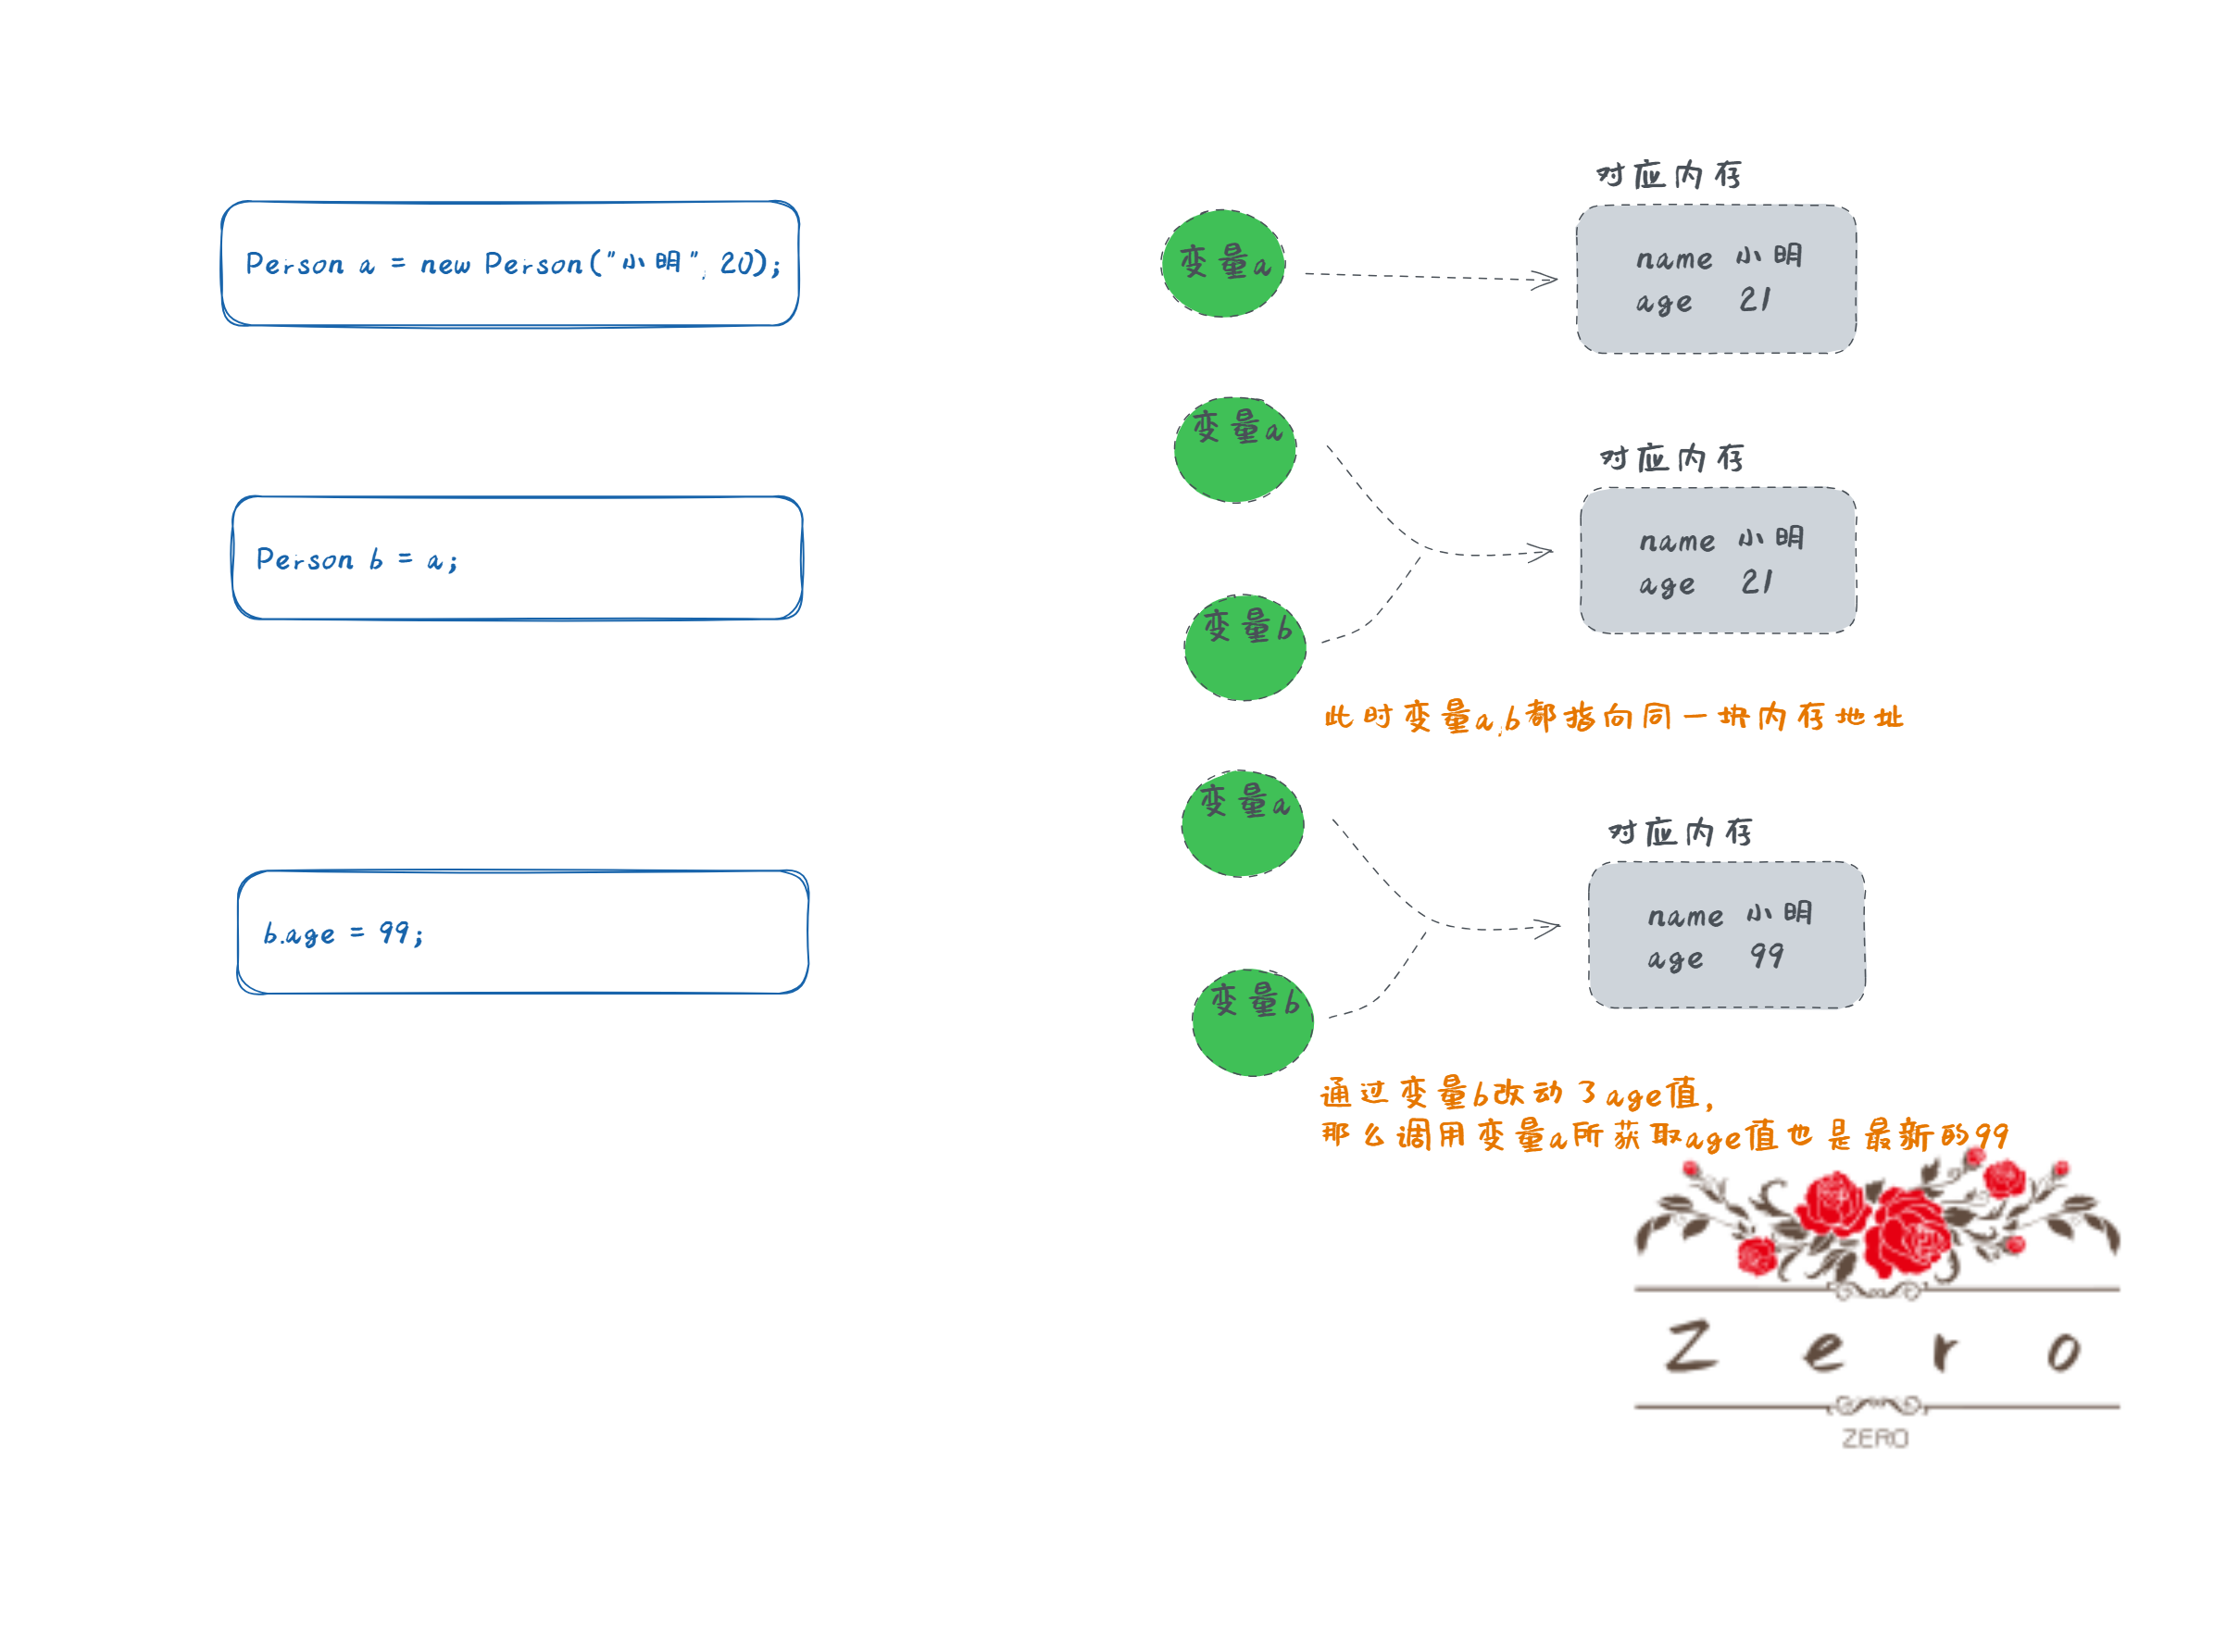 Person a = new Person("小明", 20);
变量a
对应内存
name 小明
age 21
Person b = a;
变量a
变量b
对应内存
name 小明
age 21
此时变量a,b都指向同一块内存地址
b.age = 99;
变量a
变量b
对应内存
name 小明
age 99
通过变量b改动了age值,
那么调用变量a所获取age值也是最新的99
Zero
ZERO